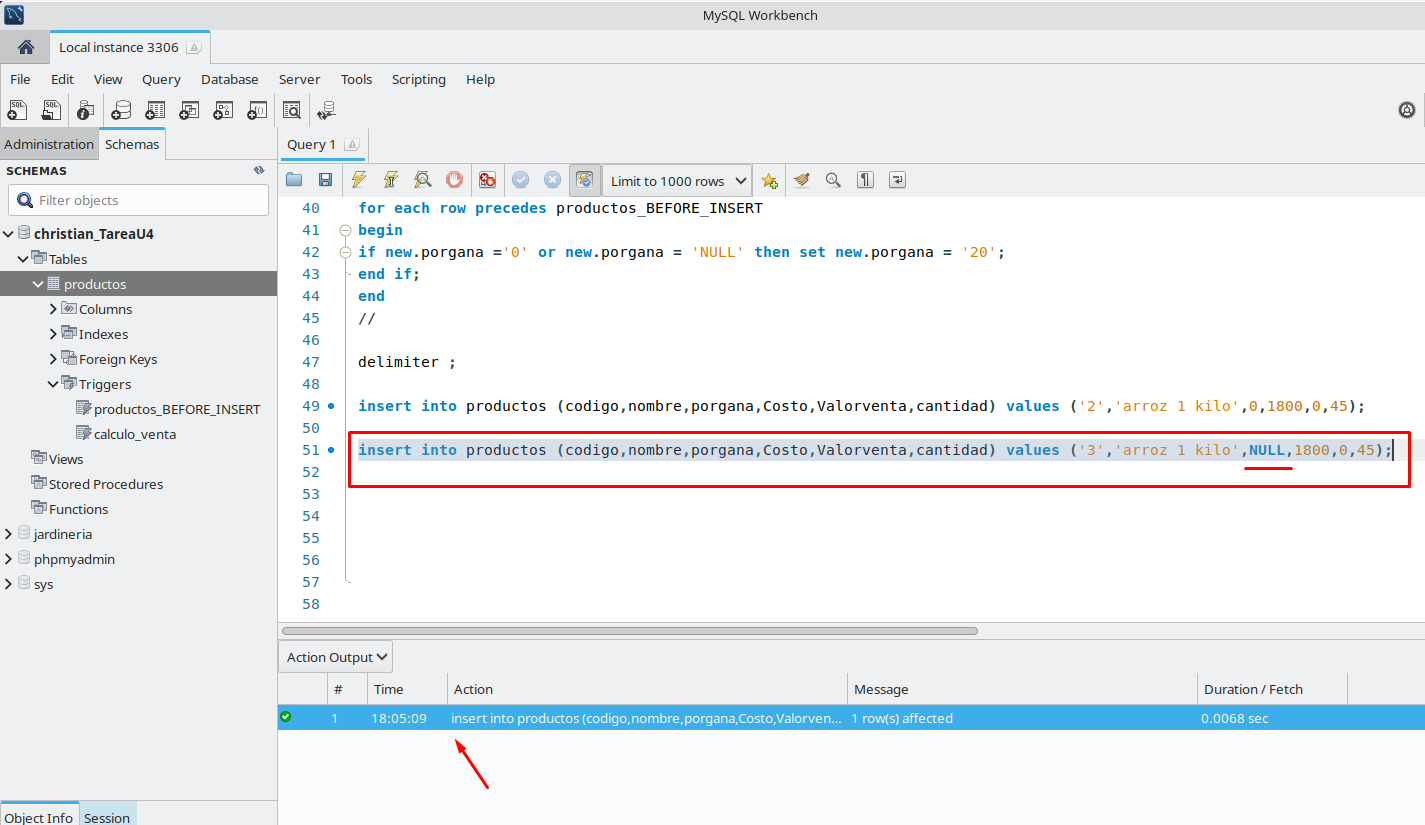 MySQL Workbench
Local instance 3306
File Edit View Query Database Server Tools Scripting Help
Administration Schemas
Query 1
SCHEMAS
Filter objects
Limit to 1000 rows
christian_TareaU4
Tables
productos
Columns
Indexes
Foreign Keys
Triggers
productos_BEFORE_INSERT
calculo_venta
Views
Stored Procedures
Functions
jardineria
phpmyadmin
sys
Object Info Session
40 for each row precedes productos_BEFORE_INSERT
41 begin
42 if new.porgana ='0' or new.porgana = 'NULL' then set new.porgana = '20';
43 end if;
44 end
45 //
46
47 delimiter ;
48
49 insert into productos (codigo,nombre,porgana,Costo,Valorventa,cantidad) values ('2','arroz 1 kilo',0,1800,0,45);
50
51 insert into productos (codigo,nombre,porgana,Costo,Valorventa,cantidad) values ('3','arroz 1 kilo',NULL,1800,0,45);
52
53
54
55
56
57
58
Action Output
# Time Action Message Duration / Fetch
1 18:05:09 insert into productos (codigo,nombre,porgana,Costo,Valorven... 1 row(s) affected 0.0068 sec